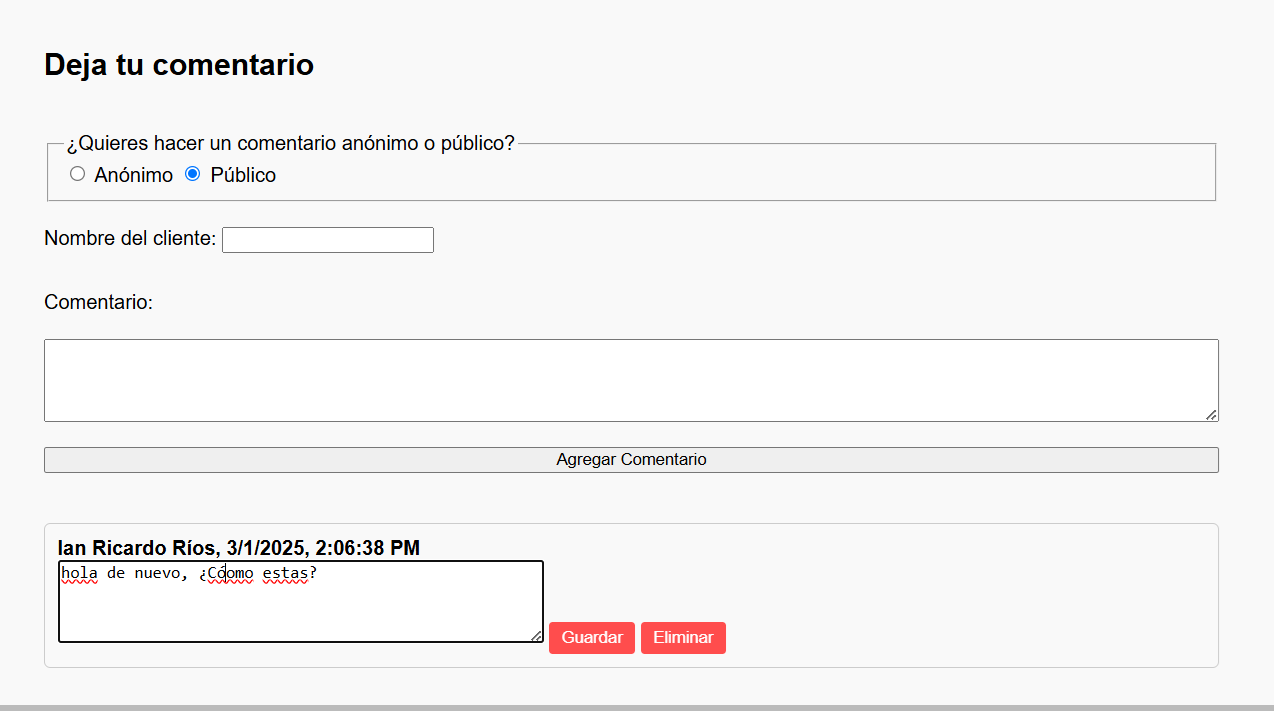 Deja tu comentario
¿Quieres hacer un comentario anónimo o público?
Anónimo Público
Nombre del cliente:
Comentario:
Agregar Comentario
Ian Ricardo Ríos, 3/1/2025, 2:06:38 PM
hola de nuevo, ¿Cóomo estas?
Guardar Eliminar